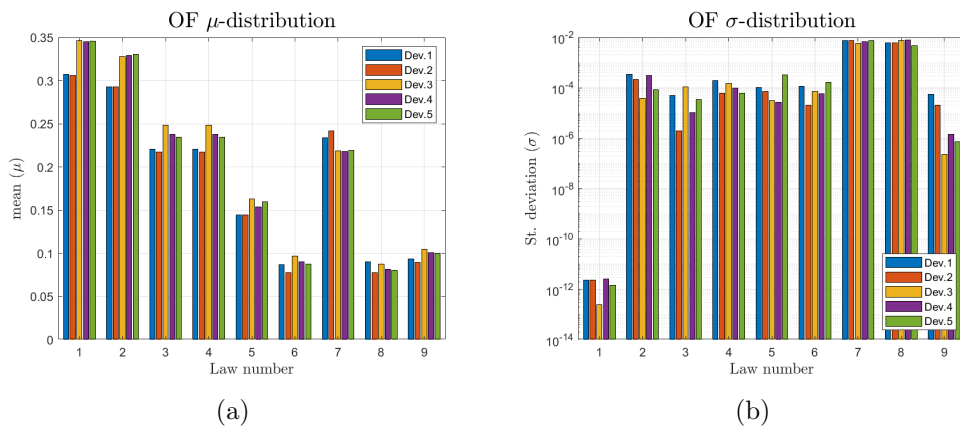 OF μ-distribution
0.35
0.3
0.25
0.2
0.15
0.1
0.05
0
mean (μ)
Dev.1
Dev.2
Dev.3
Dev.4
Dev.5
1 2 3 4 5 6 7 8 9
Law number
(a)
OF σ-distribution
10⁻²
10⁻⁴
10⁻⁶
10⁻⁸
10⁻¹⁰
10⁻¹²
10⁻¹⁴
St. deviation (σ)
Dev.1
Dev.2
Dev.3
Dev.4
Dev.5
1 2 3 4 5 6 7 8 9
Law number
(b)